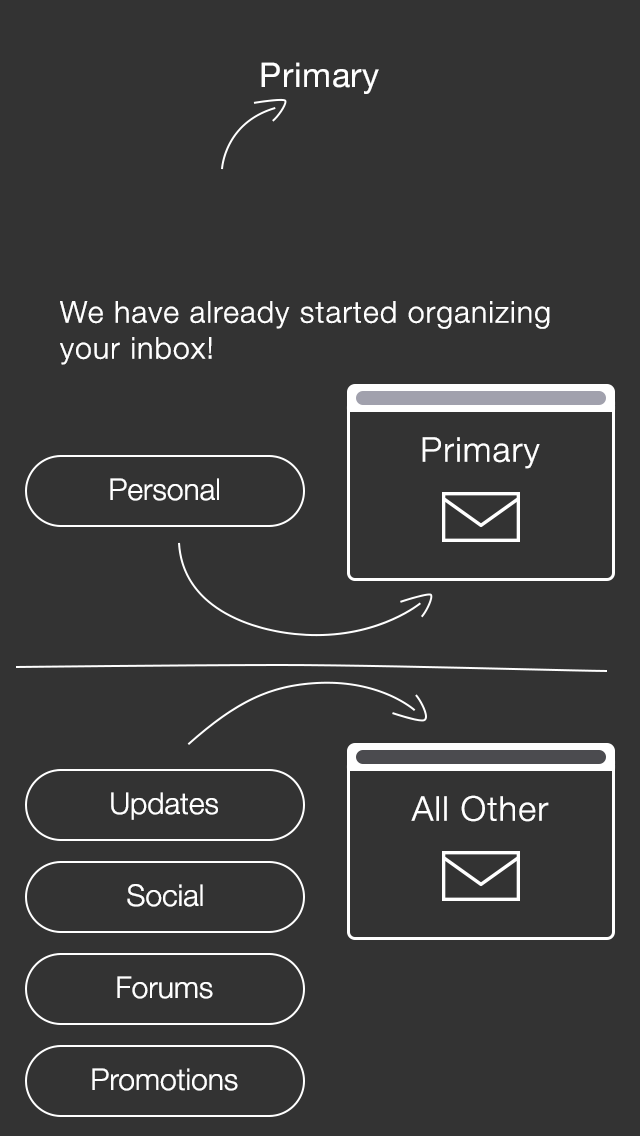 Primary
We have already started organizing
your inbox!
Primary
Personal
All Other
Updates
Social
Forums
Promotions